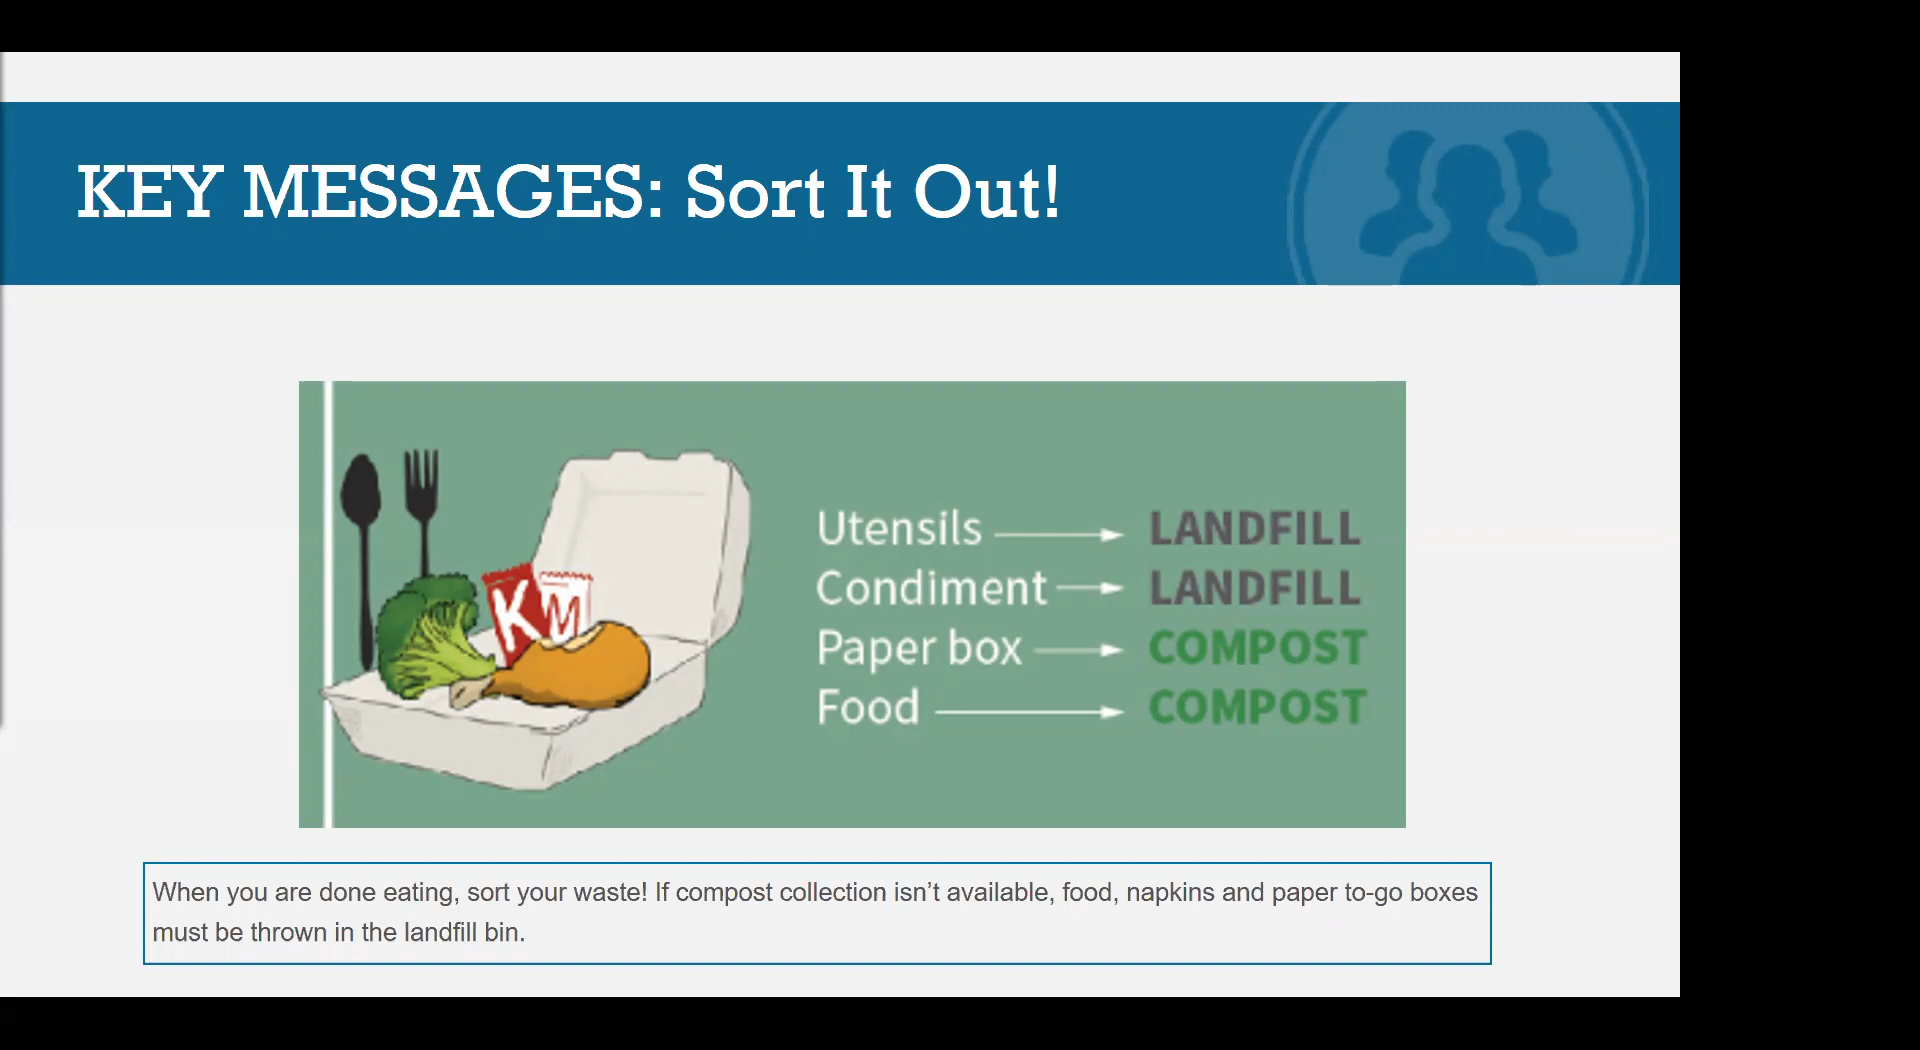 KEY MESSAGES: Sort It Out!
K M
Utensils LANDFILL
Condiment LANDFILL
Paper box COMPOST
Food COMPOST
When you are done eating, sort your waste! If compost collection isn’t available, food, napkins and paper to-go boxes
must be thrown in the landfill bin.